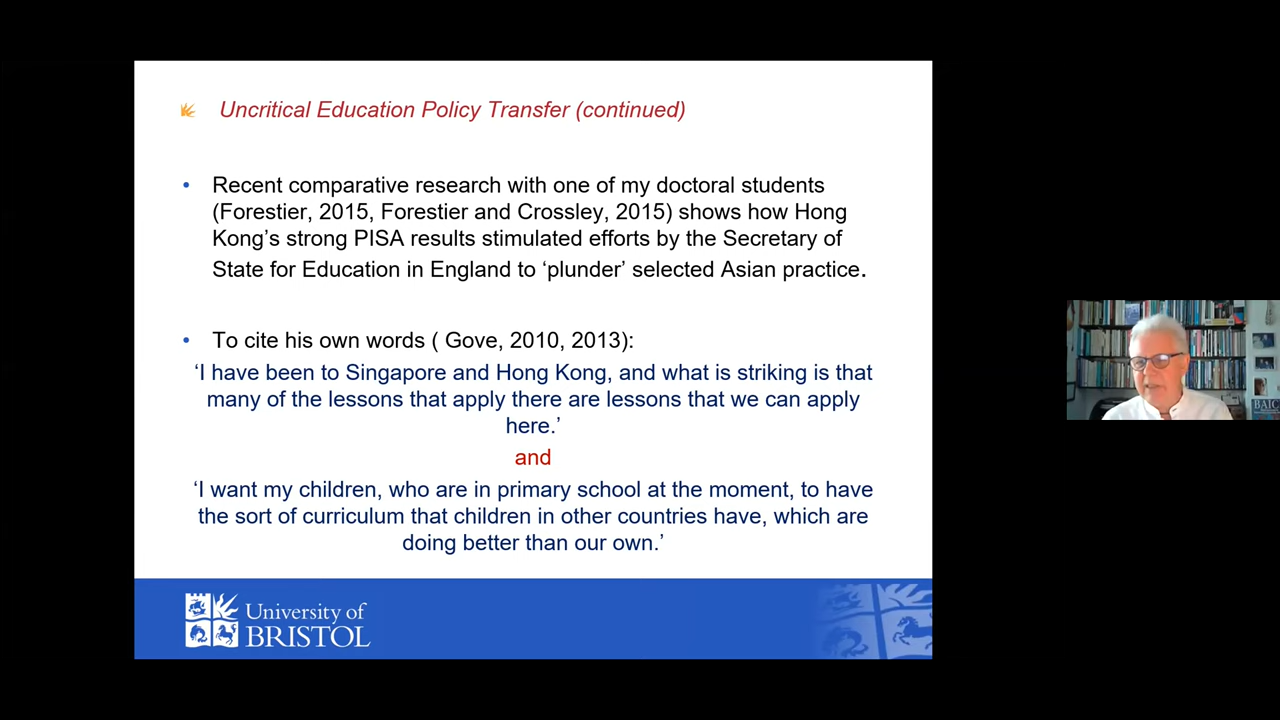 Uncritical Education Policy Transfer (continued)
• Recent comparative research with one of my doctoral students
(Forestier, 2015, Forestier and Crossley, 2015) shows how Hong
Kong’s strong PISA results stimulated efforts by the Secretary of
State for Education in England to ‘plunder’ selected Asian practice.
• To cite his own words ( Gove, 2010, 2013):
‘I have been to Singapore and Hong Kong, and what is striking is that
many of the lessons that apply there are lessons that we can apply
here.’
and
‘I want my children, who are in primary school at the moment, to have
the sort of curriculum that children in other countries have, which are
doing better than our own.’
University of
BRISTOL